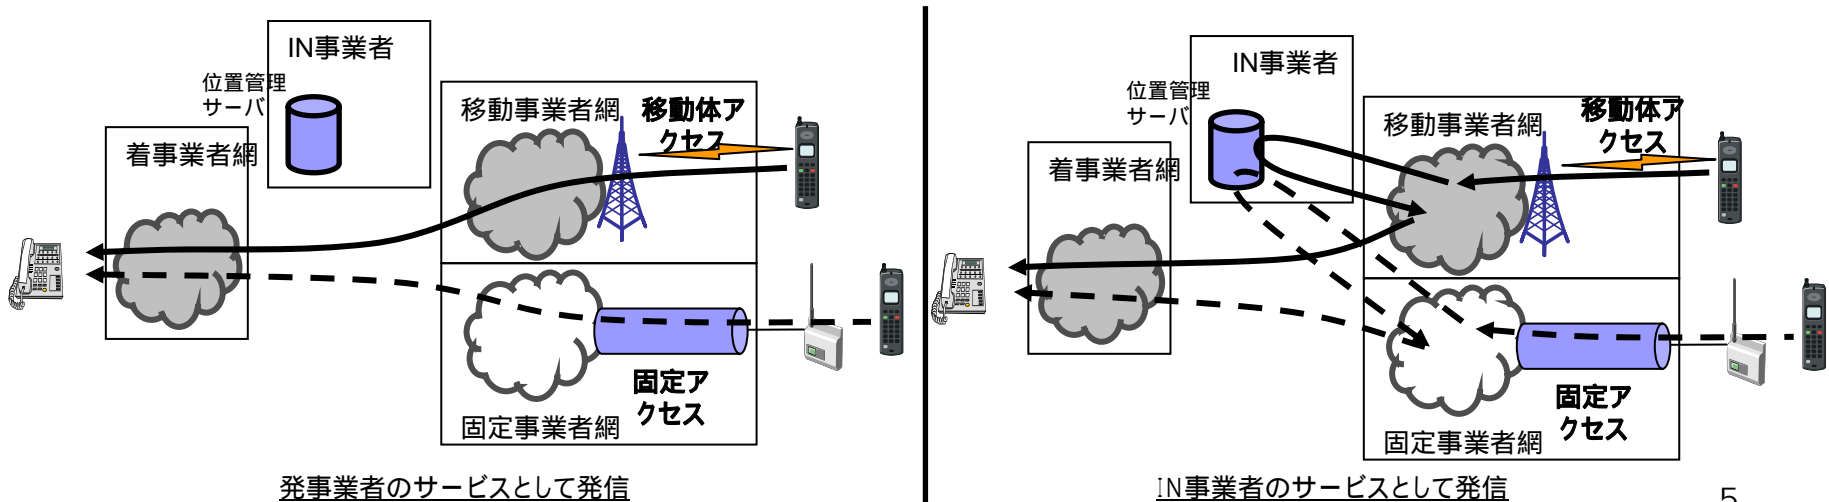 IN事業者
位置管理
サーバ
移動事業者網
移動体ア
クセス
着事業者網
固定ア
クセス
固定事業者網
発事業者のサービスとして発信
IN事業者
位置管理
サーバ
移動事業者網
移動体ア
クセス
着事業者網
固定ア
クセス
固定事業者網
IN事業者のサービスとして発信
5